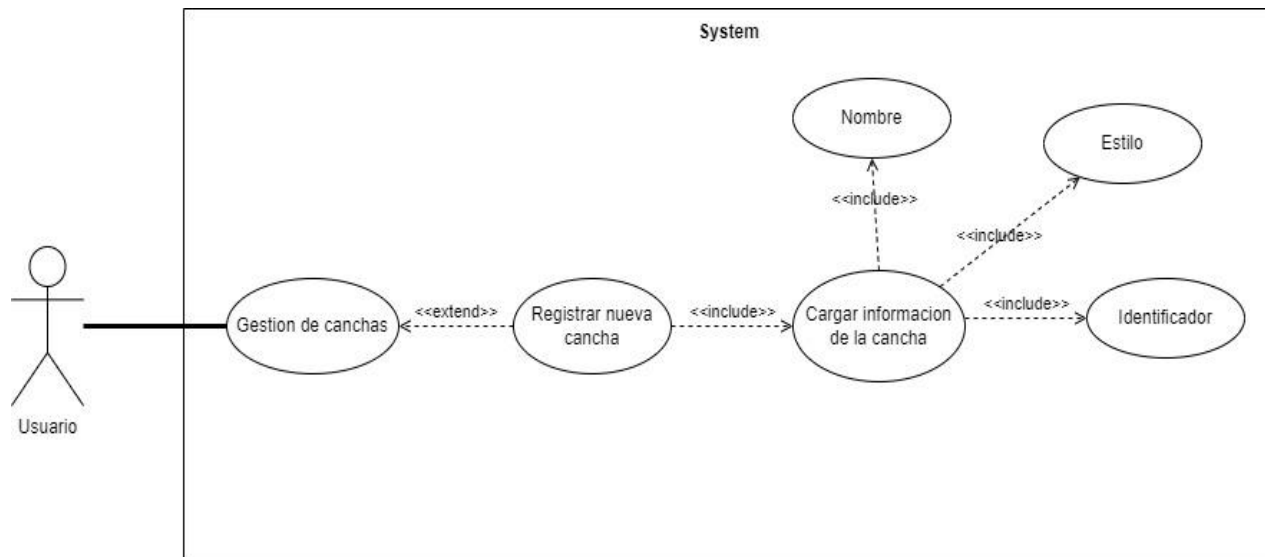 System
Nombre
Estilo
<<include>>
<<include>>
Usuario
Gestion de canchas
<<extend>>
Registrar nueva
cancha
<<include>>
Cargar informacion
de la cancha
<<include>>
Identificador